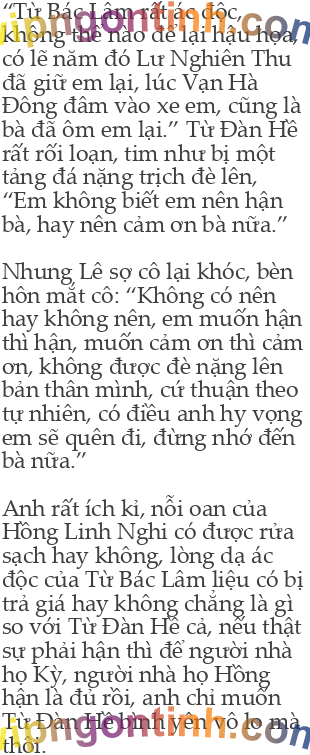 “Từ Bác Lâm rất ác độc,
không thể nào để lại hậu họa,
có lẽ năm đó Lư Nghiên Thu
đã giữ em lại, lúc Vạn Hà
Đông đâm vào xe em, cũng là
bà đã ôm em lại.” Từ Đàn Hề
rất rối loạn, tim như bị một
tảng đá nặng trịch đè lên,
“Em không biết em nên hận
bà, hay nên cảm ơn bà nữa.”
Nhung Lê sợ cô lại khóc, bèn
hôn mắt cô: “Không có nên
hay không nên, em muốn hận
thì hận, muốn cảm ơn thì cảm
ơn, không được đè nặng lên
bản thân mình, cứ thuận theo
tự nhiên, có điều anh hy vọng
em sẽ quên đi, đừng nhớ đến
bà nữa.”
Anh rất ích kỉ, nỗi oan của
Hồng Linh Nghi có được rửa
sạch hay không, lòng dạ ác
độc của Từ Bác Lâm liệu có bị
trả giá hay không chẳng là gì
so với Từ Đàn Hề cả, nếu thật
sự phải hận thì để người nhà
họ Kỳ, người nhà họ Hồng
hận là đủ rồi, anh chỉ muốn
Từ Đàn Hề bình yên vô lo mà
thôi.
vipngontinh.com
vipngontinh.com